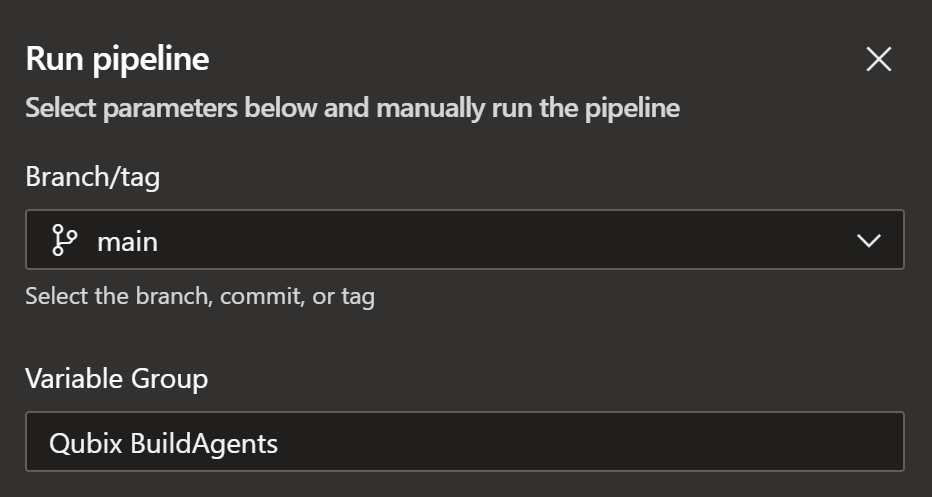 Run pipeline
Select parameters below and manually run the pipeline
Branch/tag
main
Select the branch, commit, or tag
Variable Group
Qubix BuildAgents